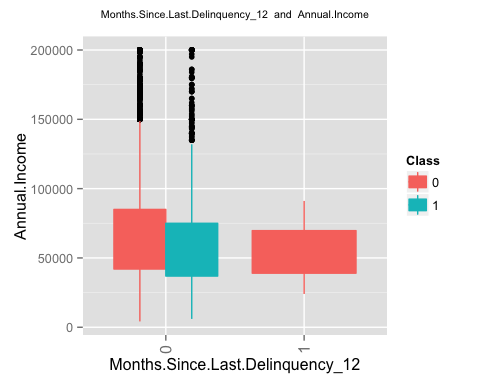 Months.Since.Last.Delinquency_12 and Annual.Income
200000
150000
100000
50000
0
Annual.Income
0
1
Months.Since.Last.Delinquency_12
Class
0
1